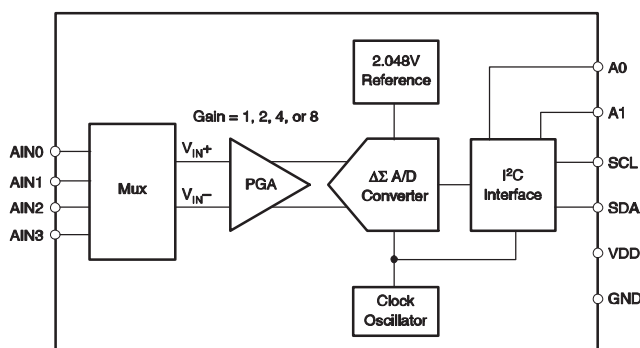 2.048V
Reference
A0
Gain = 1, 2, 4, or 8
A1
AIN0
AIN1
AIN2
AIN3
Mux
VIN+
VIN−
PGA
ΔΣ A/D
Converter
I²C
Interface
SCL
SDA
VDD
GND
Clock
Oscillator